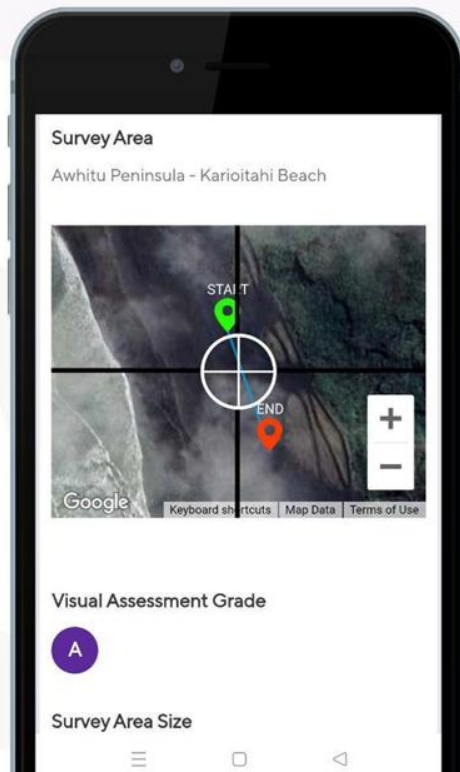 Survey Area
Awhitu Peninsula - Karioitahi Beach
START
END
+
−
Google
Keyboard shortcuts
Map Data
Terms of Use
Visual Assessment Grade
A
Survey Area Size